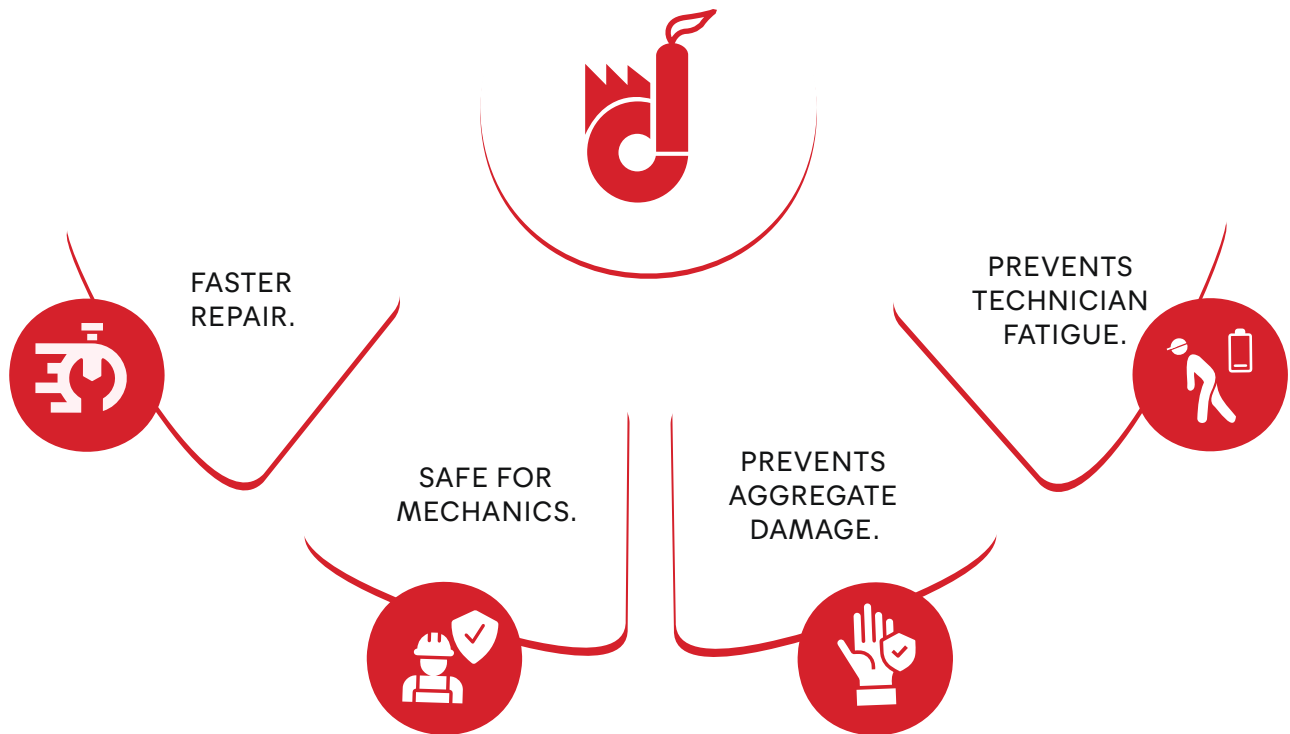 FASTER
REPAIR.
SAFE FOR
MECHANICS.
PREVENTS
AGGREGATE
DAMAGE.
PREVENTS
TECHNICIAN
FATIGUE.